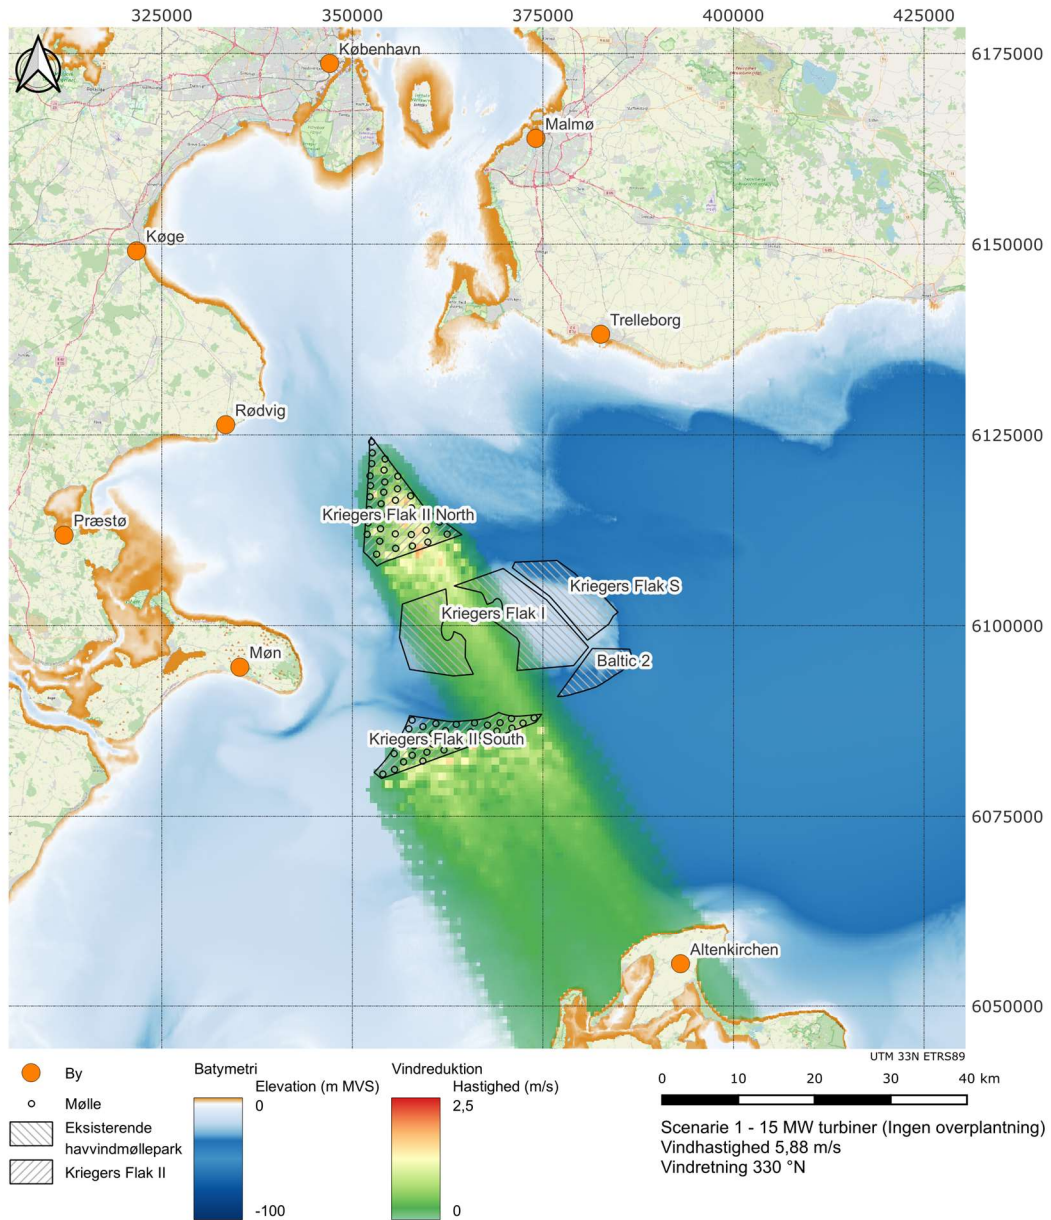 325000 350000 375000 400000 425000
6175000
København
Malmø
6150000
Køge
Trelleborg
Rødvig
6125000
Kriegers Flak II North
Præstø
Kriegers Flak S
Kriegers Flak I
6100000
Baltic 2
Møn
Kriegers Flak II South
6075000
Altenkirchen
6050000
UTM 33N ETRS89
By
Mølle
Eksisterende
havvindmøllepark
Kriegers Flak II
Batymetri
Elevation (m MVS)
0
-100
Vindreduktion
Hastighed (m/s)
2,5
0
0 10 20 30 40 km
Scenarie 1 - 15 MW turbiner (Ingen overplantning)
Vindhastighed 5,88 m/s
Vindretning 330 °N